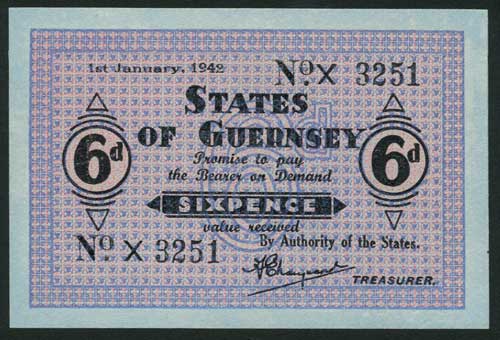 1st January, 1942
No. X 3251
STATES
OF GUERNSEY
6d
6d
Promise to pay
the Bearer on Demand
SIXPENCE
value received
No. X 3251
By Authority of the States.
TREASURER.